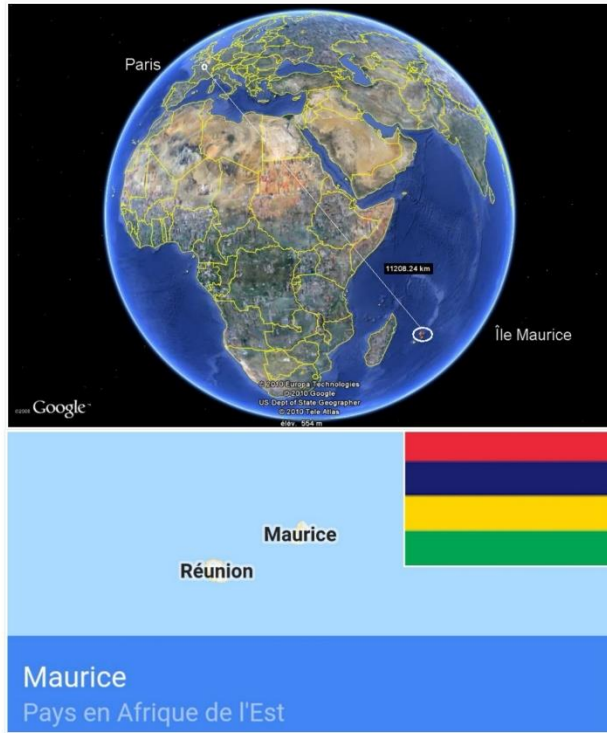 Paris
11208.24 km
Île Maurice
© 2010 Europa Technologies
© 2010 Google
US Dept of State Geographer
© 2010 Tele Atlas
Google
élév. 554 m
Maurice
Réunion
Maurice
Pays en Afrique de l'Est